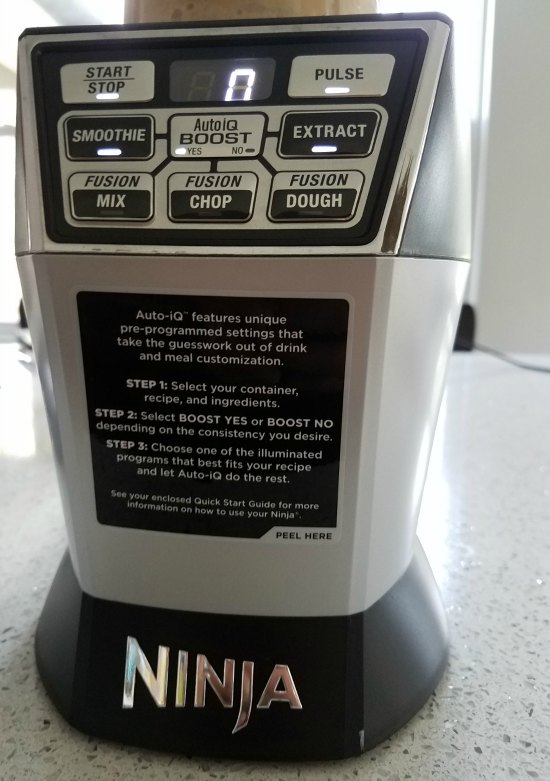 START
STOP
0
PULSE
SMOOTHIE
Auto iQ
BOOST
YES NO
EXTRACT
FUSION
MIX
FUSION
CHOP
FUSION
DOUGH
Auto-iQ™ features unique
pre-programmed settings that
take the guesswork out of drink
and meal customization.
STEP 1: Select your container,
recipe, and ingredients.
STEP 2: Select BOOST YES or BOOST NO
depending on the consistency you desire.
STEP 3: Choose one of the illuminated
programs that best fits your recipe
and let Auto-iQ do the rest.
See your enclosed Quick Start Guide for more
information on how to use your Ninja®.
PEEL HERE
NINJA